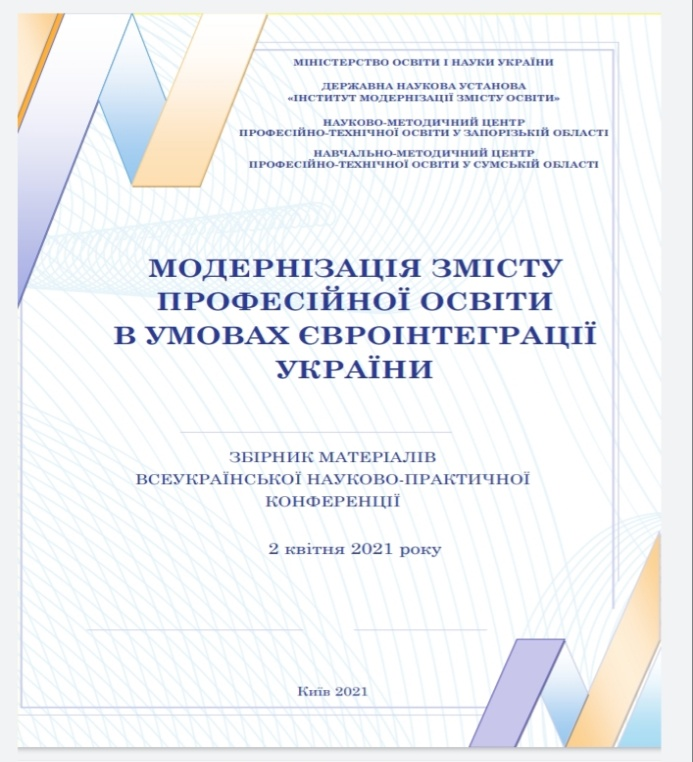 МІНІСТЕРСТВО ОСВІТИ І НАУКИ УКРАЇНИ
ДЕРЖАВНА НАУКОВА УСТАНОВА
«ІНСТИТУТ МОДЕРНІЗАЦІЇ ЗМІСТУ ОСВІТИ»
НАУКОВО-МЕТОДИЧНИЙ ЦЕНТР
ПРОФЕСІЙНО-ТЕХНІЧНОЇ ОСВІТИ У ЗАПОРІЗЬКІЙ ОБЛАСТІ
НАВЧАЛЬНО-МЕТОДИЧНИЙ ЦЕНТР
ПРОФЕСІЙНО-ТЕХНІЧНОЇ ОСВІТИ У СУМСЬКІЙ ОБЛАСТІ
МОДЕРНІЗАЦІЯ ЗМІСТУ
ПРОФЕСІЙНОЇ ОСВІТИ
В УМОВАХ ЄВРОІНТЕГРАЦІЇ
УКРАЇНИ
ЗБІРНИК МАТЕРІАЛІВ
ВСЕУКРАЇНСЬКОЇ НАУКОВО-ПРАКТИЧНОЇ
КОНФЕРЕНЦІЇ
2 квітня 2021 року
Київ 2021